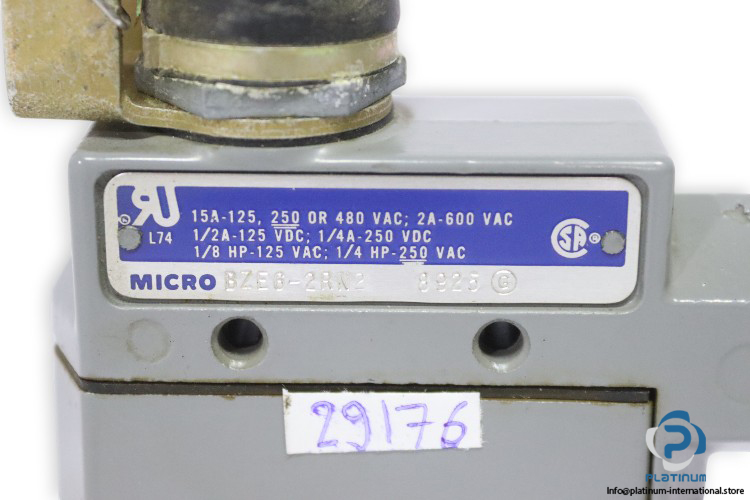 15A-125, 250 OR 480 VAC; 2A-600 VAC
L74 1/2A-125 VDC; 1/4A-250 VDC
1/8 HP-125 VAC; 1/4 HP-250 VAC
MICRO BZE6-2RN2 8925 G
29176
PLATINUM
Info@platinum-international.store